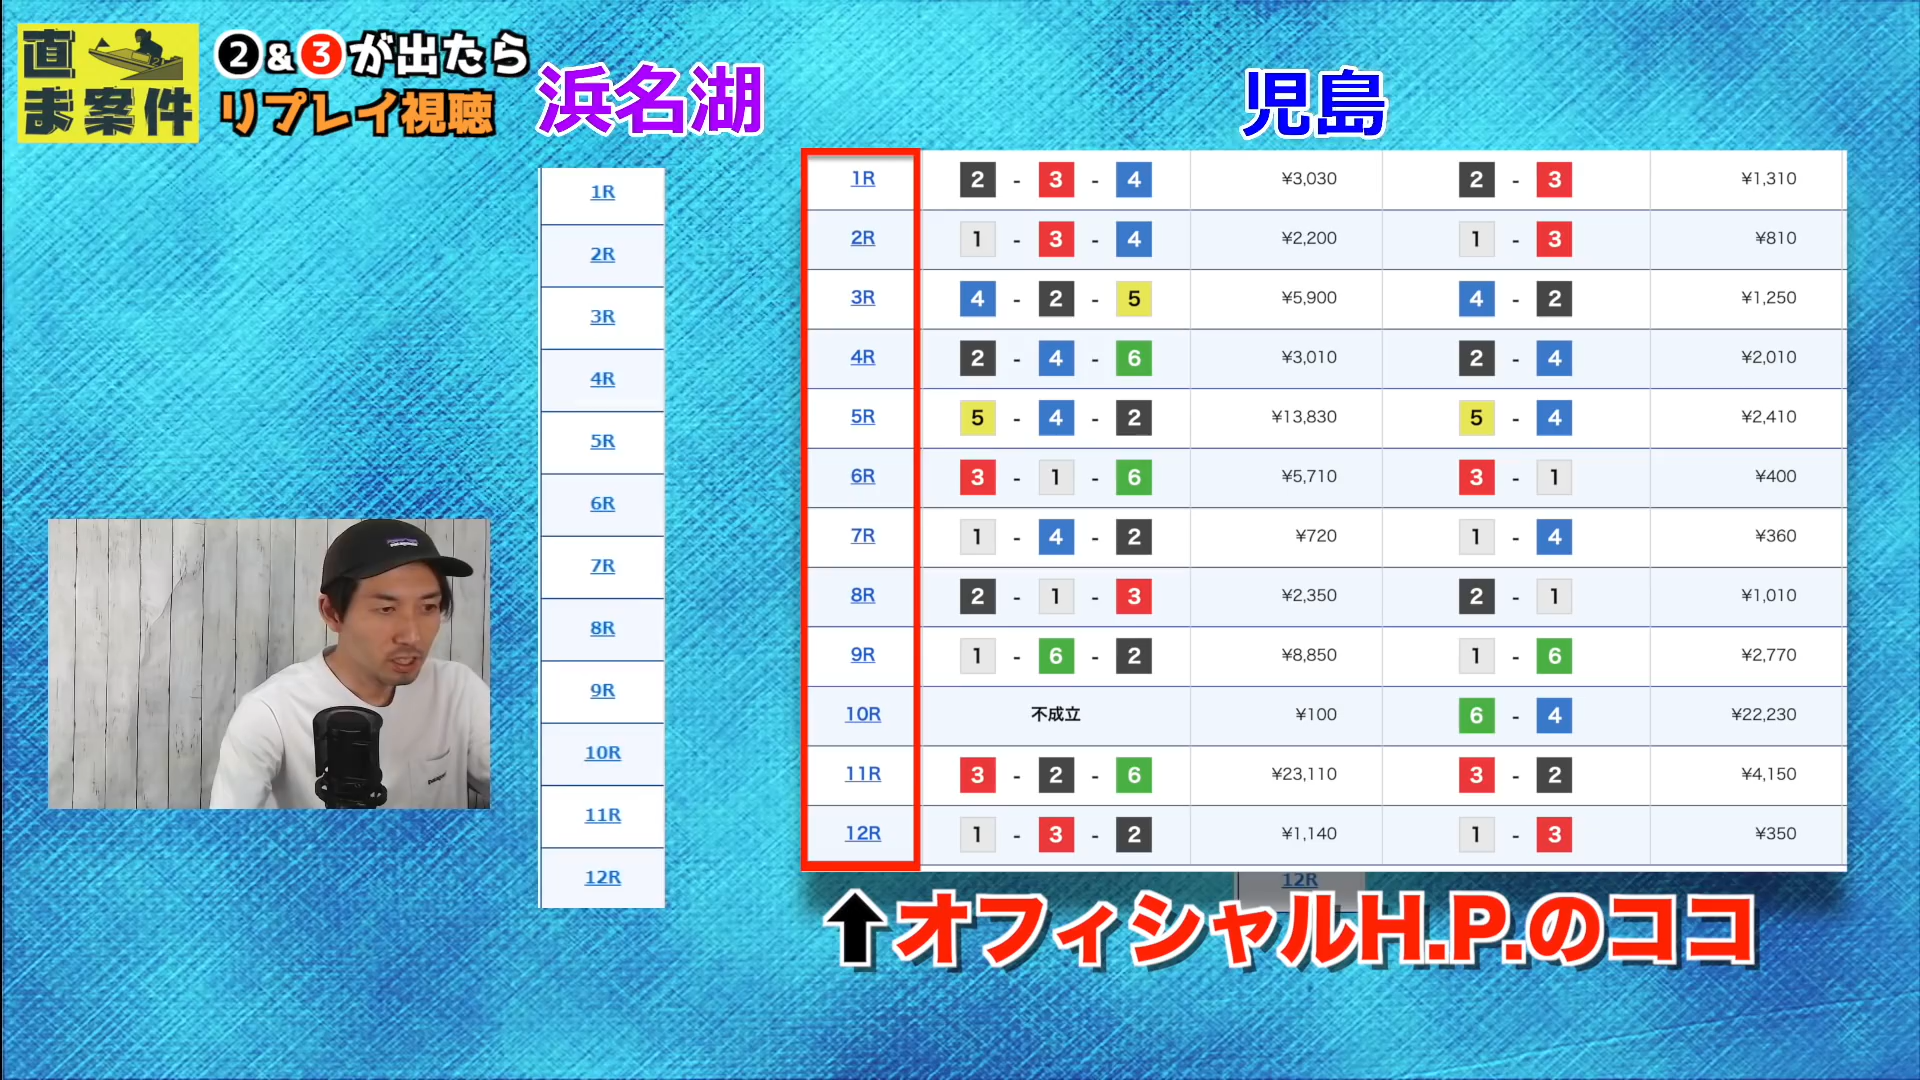 直
ま案件
2&3が出たら
リプレイ視聴
浜名湖
児島
1R
2R
3R
4R
5R
6R
7R
8R
9R
10R
11R
12R
1R 2 - 3 - 4 ¥3,030 2 - 3 ¥1,310
2R 1 - 3 - 4 ¥2,200 1 - 3 ¥810
3R 4 - 2 - 5 ¥5,900 4 - 2 ¥1,250
4R 2 - 4 - 6 ¥3,010 2 - 4 ¥2,010
5R 5 - 4 - 2 ¥13,830 5 - 4 ¥2,410
6R 3 - 1 - 6 ¥5,710 3 - 1 ¥400
7R 1 - 4 - 2 ¥720 1 - 4 ¥360
8R 2 - 1 - 3 ¥2,350 2 - 1 ¥1,010
9R 1 - 6 - 2 ¥8,850 1 - 6 ¥2,770
10R 不成立 ¥100 6 - 4 ¥22,230
11R 3 - 2 - 6 ¥23,110 3 - 2 ¥4,150
12R 1 - 3 - 2 ¥1,140 1 - 3 ¥350
12R
⬆オフィシャルH.P.のココ